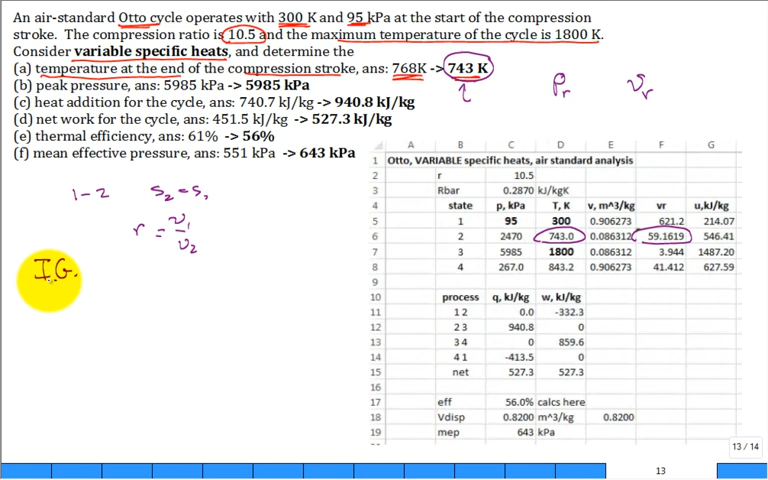 An air-standard Otto cycle operates with 300 K and 95 kPa at the start of the compression
stroke. The compression ratio is 10.5 and the maximum temperature of the cycle is 1800 K.
Consider variable specific heats, and determine the
(a) temperature at the end of the compression stroke, ans: 768K -> 743 K
(b) peak pressure, ans: 5985 kPa -> 5985 kPa
(c) heat addition for the cycle, ans: 740.7 kJ/kg -> 940.8 kJ/kg
(d) net work for the cycle, ans: 451.5 kJ/kg -> 527.3 kJ/kg
(e) thermal efficiency, ans: 61% -> 56%
(f) mean effective pressure, ans: 551 kPa -> 643 kPa
Pr vr
1-2 s2 = s1
r = v1/v2
I.G.
A B C D E F G
1 Otto, VARIABLE specific heats, air standard analysis
2 r 10.5
3 Rbar 0.2870 kJ/kgK
4 state p, kPa T, K v, m^3/kg vr u,kJ/kg
5 1 95 300 0.906273 621.2 214.07
6 2 2470 743.0 0.086312 59.1619 546.41
7 3 5985 1800 0.086312 3.944 1487.20
8 4 267.0 843.2 0.906273 41.412 627.59
9
10 process q, kJ/kg w, kJ/kg
11 1 2 0.0 -332.3
12 2 3 940.8 0
13 3 4 0 859.6
14 4 1 -413.5 0
15 net 527.3 527.3
16
17 eff 56.0% calcs here
18 Vdisp 0.8200 m^3/kg 0.8200
19 mep 643 kPa
13 / 14
13